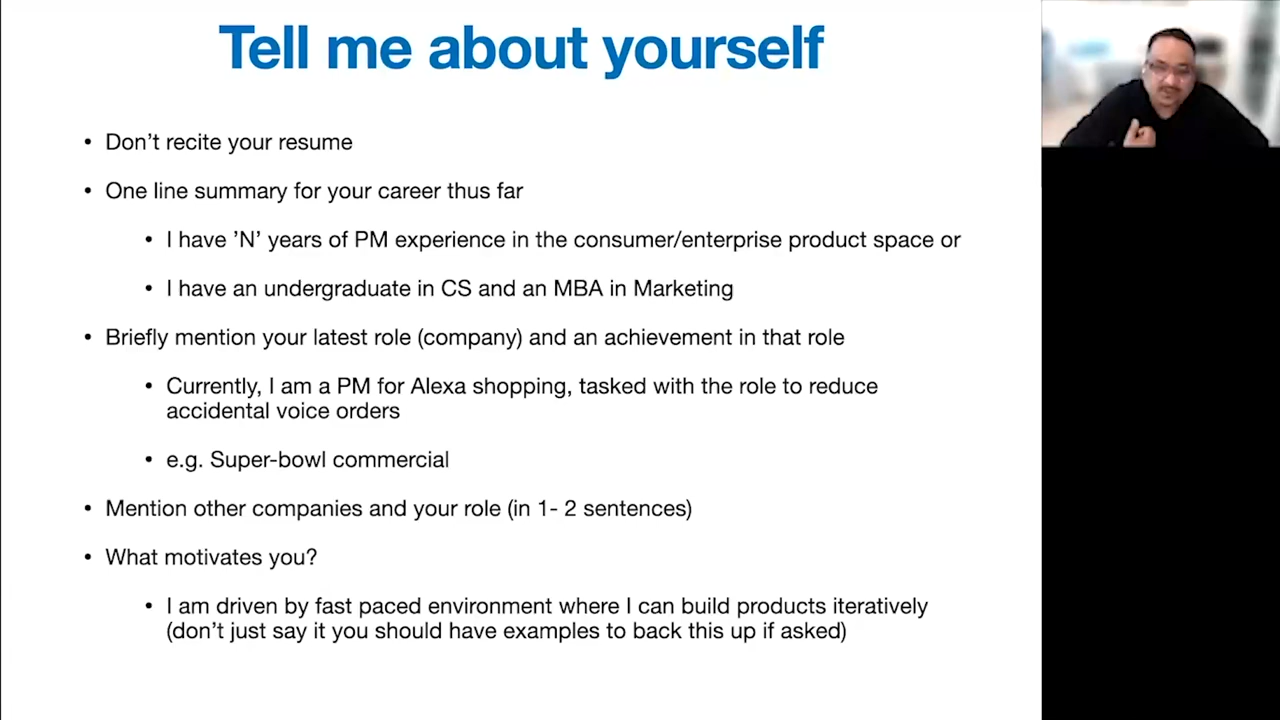 Tell me about yourself
• Don’t recite your resume
• One line summary for your career thus far
• I have ’N’ years of PM experience in the consumer/enterprise product space or
• I have an undergraduate in CS and an MBA in Marketing
• Briefly mention your latest role (company) and an achievement in that role
• Currently, I am a PM for Alexa shopping, tasked with the role to reduce
accidental voice orders
• e.g. Super-bowl commercial
• Mention other companies and your role (in 1- 2 sentences)
• What motivates you?
• I am driven by fast paced environment where I can build products iteratively
(don’t just say it you should have examples to back this up if asked)